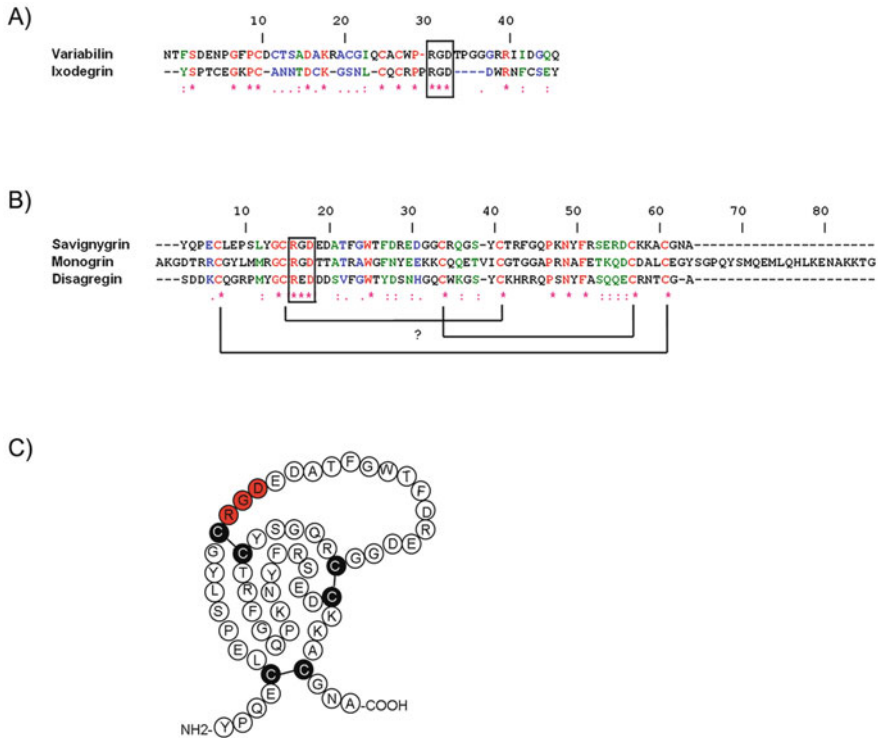 A)
10 20 30 40
Variabilin NTFSDENPGFPCDCTSADAKRACGIQCACWP-RGDTPGGGRRIIDGQQ
Ixodegrin --YSPTCEGKPC-ANNTDCK-GSNL-CQCRPPRGD----DWRNFCSEY
:* * ** ...:* * ...: * * * *** . * : :
B)
10 20 30 40 50 60 70 80
Savignygrin ---YQPECLEPSLYGCRGDEDATFGWTFDREDGGCRQGS-YCTRFGQPKNYFRSERDCKKACGNA----------------------
Monogrin AKGDTRRCGYLMMRGCRGDTTTATRAWGFNYEEKKCQQETVICGTGGAPRNAFETKQDCDALCEGYSGPQYSMQEMLQHLKENAKKTG
Disagregin ---SDDKCQGRPMYGCREDDDSVFGWTYDSNHGQCWKGS-YCKHRRQPSNYFASQQECRNTCG-A----------------------
.* : * *** :. . * :: : . * : : * * * * ::::* *
?
C)
NH2-Y P Q E C L E P S L Y G C R G D E D A T F G W T F D R E D G G C R Q G S Y C T R F G Q P K N Y F R S E D C K K A C G N A-COOH